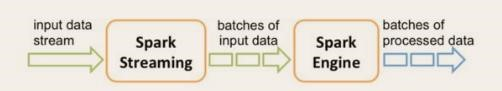 input data
stream
Spark
Streaming
batches of
input data
Spark
Engine
batches of
processed data